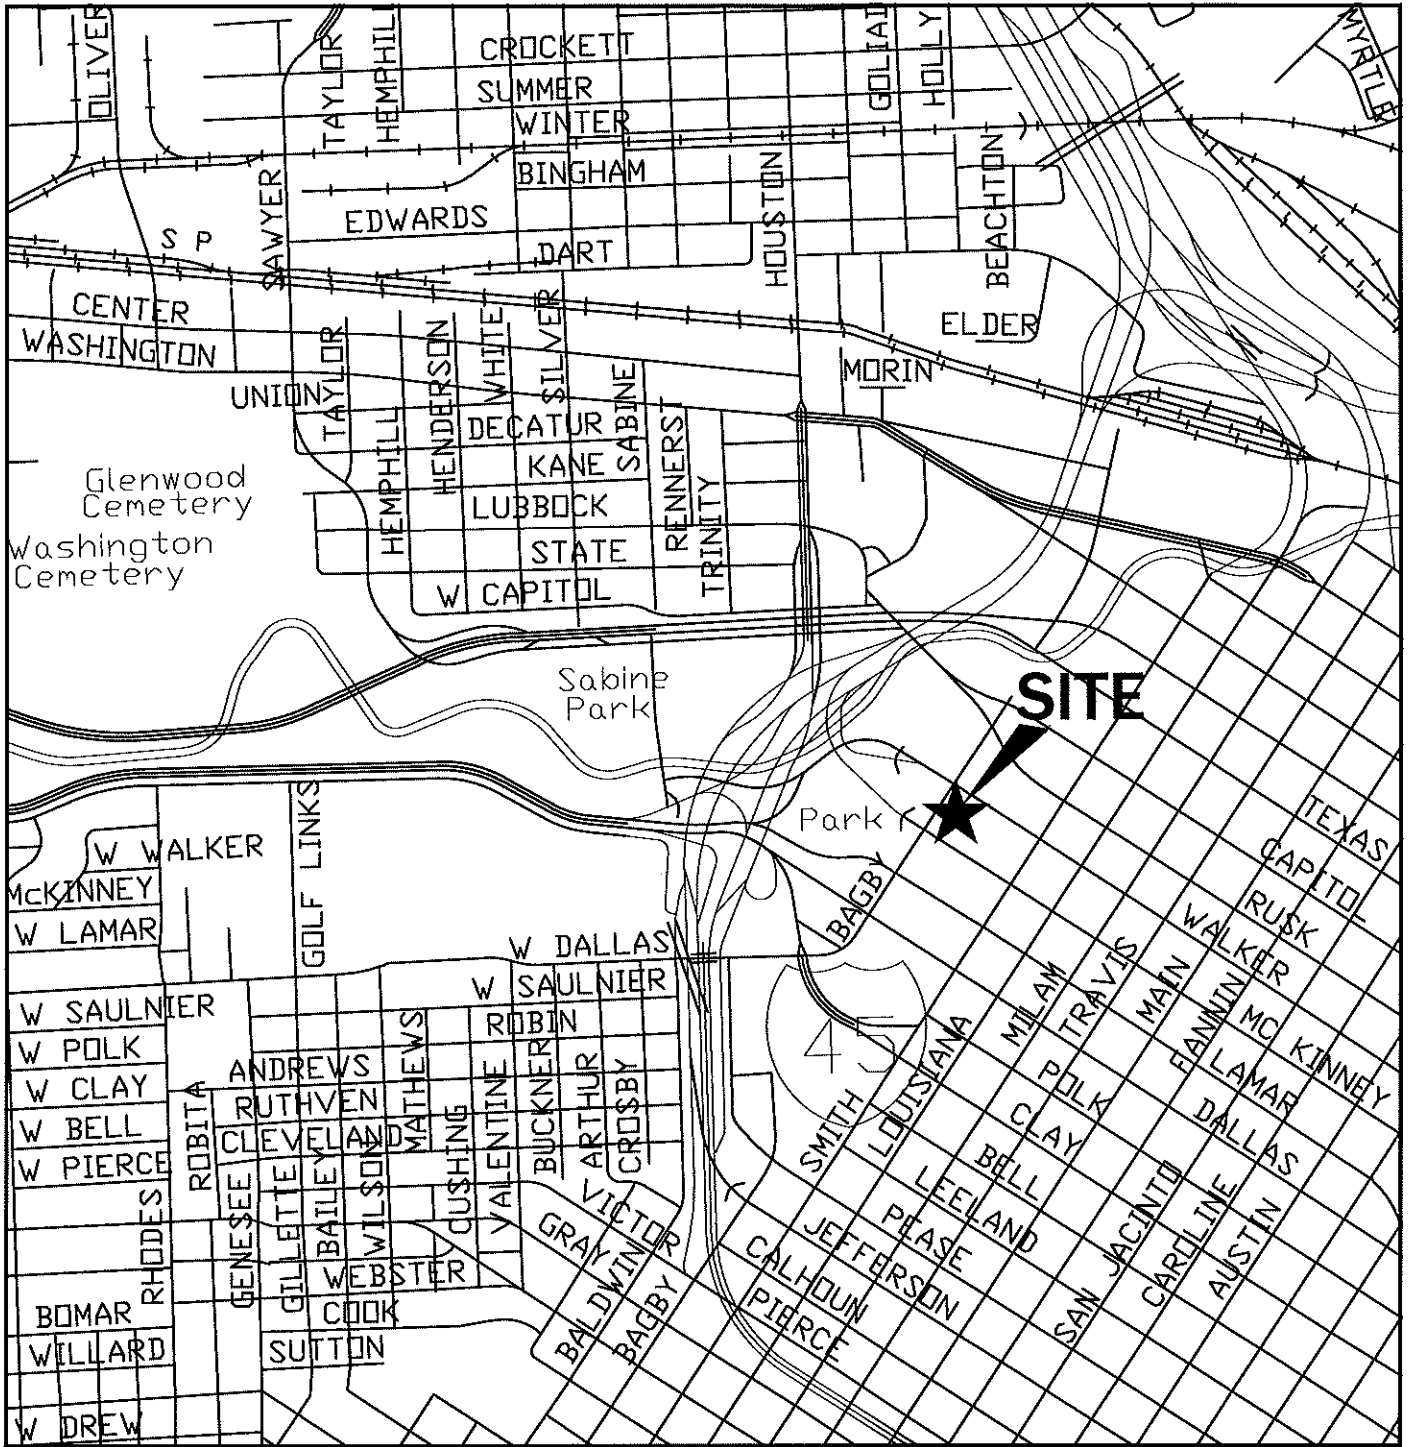 OLIVER
TAYLOR
HEMPHIL
CROCKETT
SUMMER
WINTER
BINGHAM
GOLIAD
HOLLY
MYRTLE
SAWYER
EDWARDS
DART
HOUSTON
BEACHTON
S P
CENTER
WASHINGTON
UNION
TAYLOR
HEMPHILL
HENDERSON
WHITE
SILVER
SABINE
RENNERST
TRINITY
DECATUR
KANE
LUBBOCK
STATE
W CAPITOL
ELDER
MORIN
Glenwood
Cemetery
Washington
Cemetery
Sabine
Park
SITE
Park
W WALKER
McKINNEY
W LAMAR
GOLF LINKS
BAGBY
TEXAS
CAPITOL
RUSK
WALKER
MC KINNEY
LAMAR
DALLAS
W DALLAS
W SAULNIER
W SAULNIER
W POLK
W CLAY
W BELL
W PIERCE
ROBIN
ANDREWS
RUTHVEN
CLEVELAND
ROBITA
MATHEWS
CUSHING
VALENTINE
BUCKNER
ARTHUR
CROSBY
45
MILAM
TRAVIS
MAIN
FANNIN
SMITH
LOUISIANA
POLK
CLAY
BELL
LEELAND
PEASE
JEFFERSON
CALHOUN
PIERCE
SAN JACINTO
CAROLINE
AUSTIN
RHODES
GENESEE
GILLETTE
BAILEY
WILSON
VICTOR
GRAY
BALDWIN
BAGBY
WEBSTER
COOK
SUTTON
BOMAR
WILLARD
W DREW